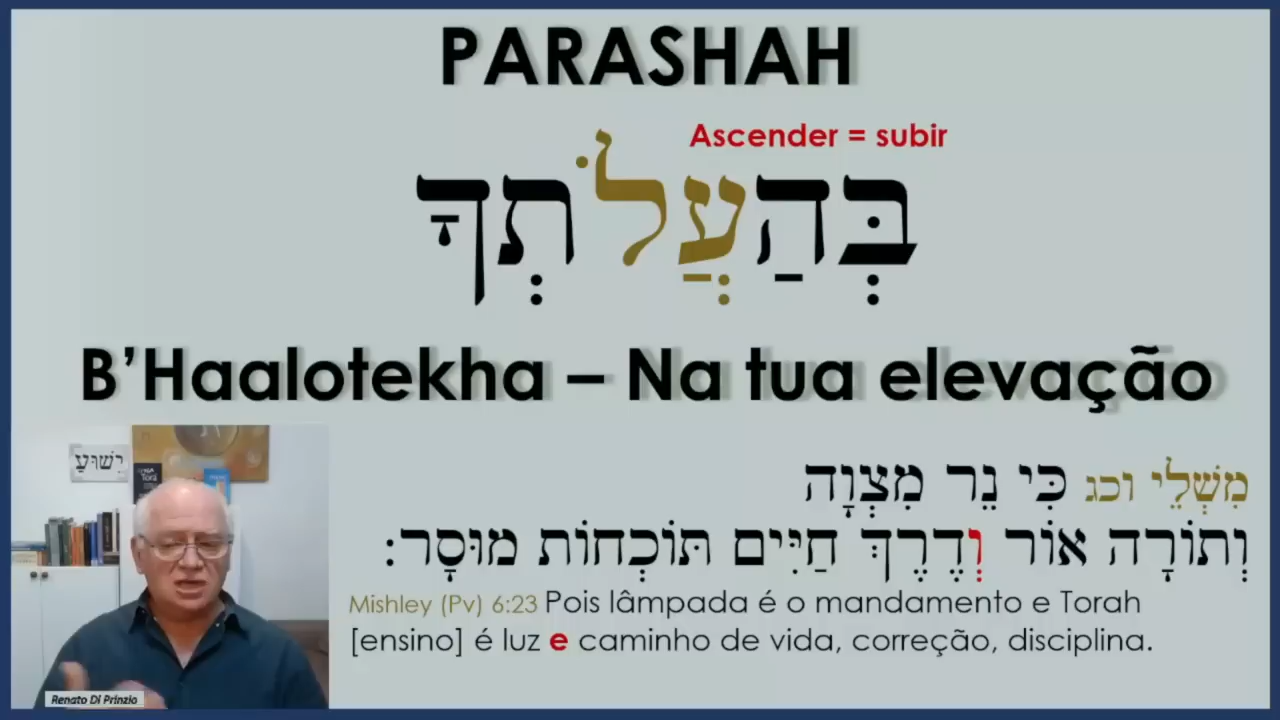 PARASHAH
Ascender = subir
בְּהַעֲלֹתְךָ
B’Haalotekha – Na tua elevação
יֵשׁוּעַ
מִשְׁלֵי וכג כִּי נֵר מִצְוָה
וְתוֹרָה אוֹר וְדֶרֶךְ חַיִּים תּוֹכְחוֹת מוּסָר:
Mishley (Pv) 6:23 Pois lâmpada é o mandamento e Torah
[ensino] é luz e caminho de vida, correção, disciplina.
Renato Di Prinzio